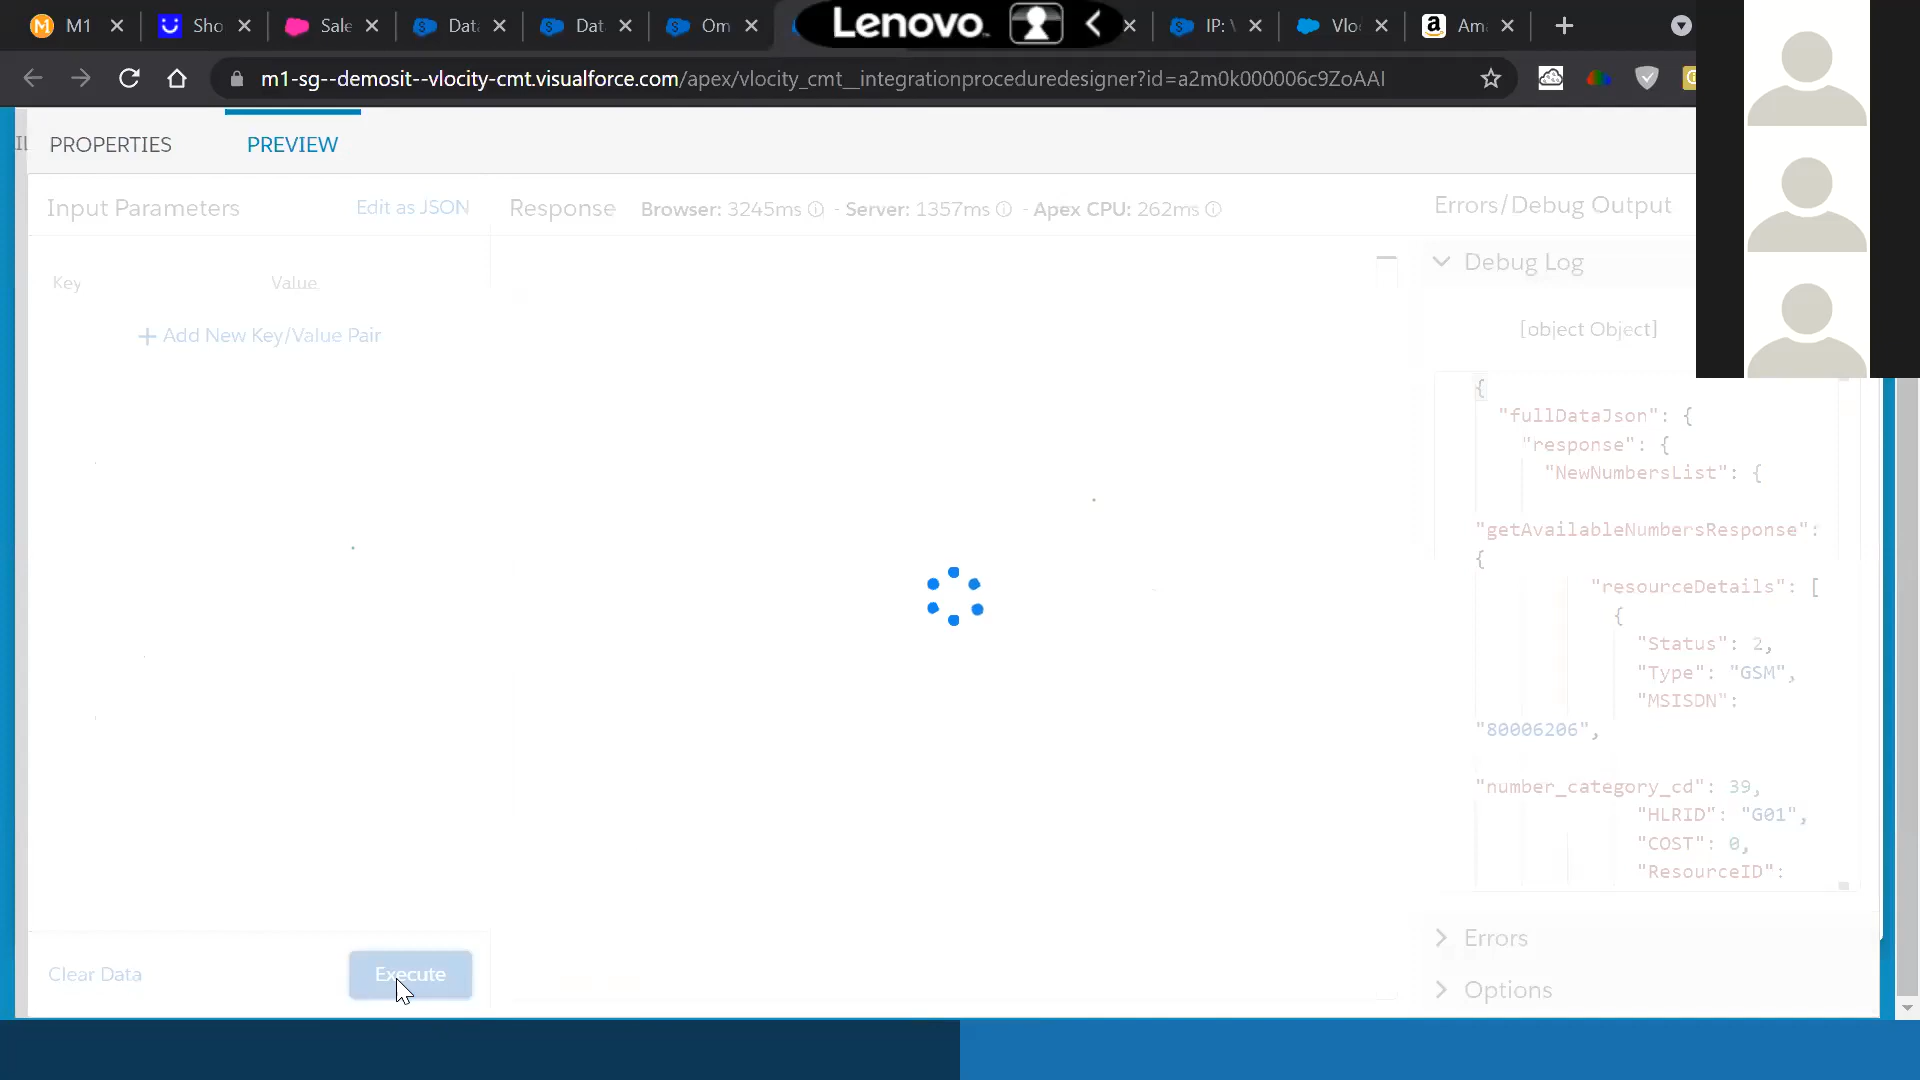 M1
Sho
Sale
Data
Dat
Om
Lenovo
IP: V
Vloc
Ama
m1-sg--demosit--vlocity-cmt.visualforce.com/apex/vlocity_cmt__integrationproceduredesigner?id=a2m0k000006c9ZoAAI
PROPERTIES
PREVIEW
Input Parameters
Edit as JSON
Response
Browser: 3245ms - Server: 1357ms - Apex CPU: 262ms
Errors/Debug Output
Key
Value
+ Add New Key/Value Pair
Debug Log
[object Object]
{
"fullDataJson": {
"response": {
"NewNumbersList": {
"getAvailableNumbersResponse":
{
"resourceDetails": [
{
"Status": 2,
"Type": "GSM",
"MSISDN":
"80006206",
"number_category_cd": 39,
"HLRID": "G01",
"COST": 0,
"ResourceID":
Clear Data
Execute
Errors
Options